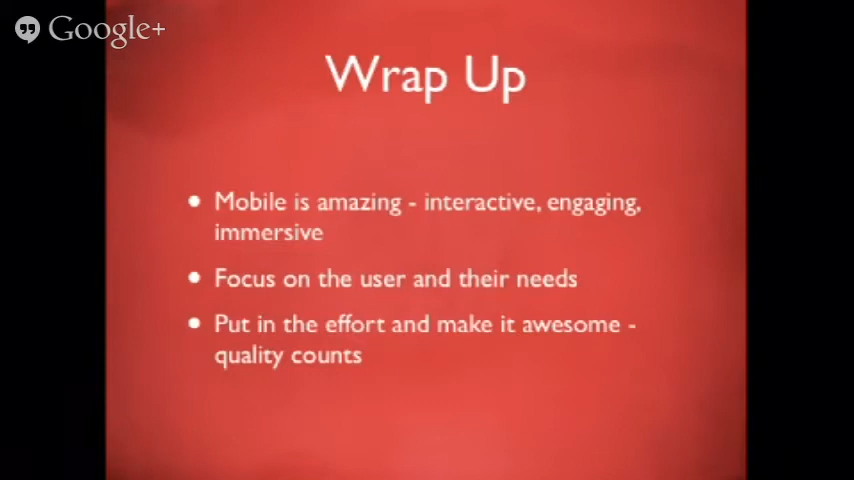 Google+
Wrap Up
• Mobile is amazing - interactive, engaging,
immersive
• Focus on the user and their needs
• Put in the effort and make it awesome -
quality counts